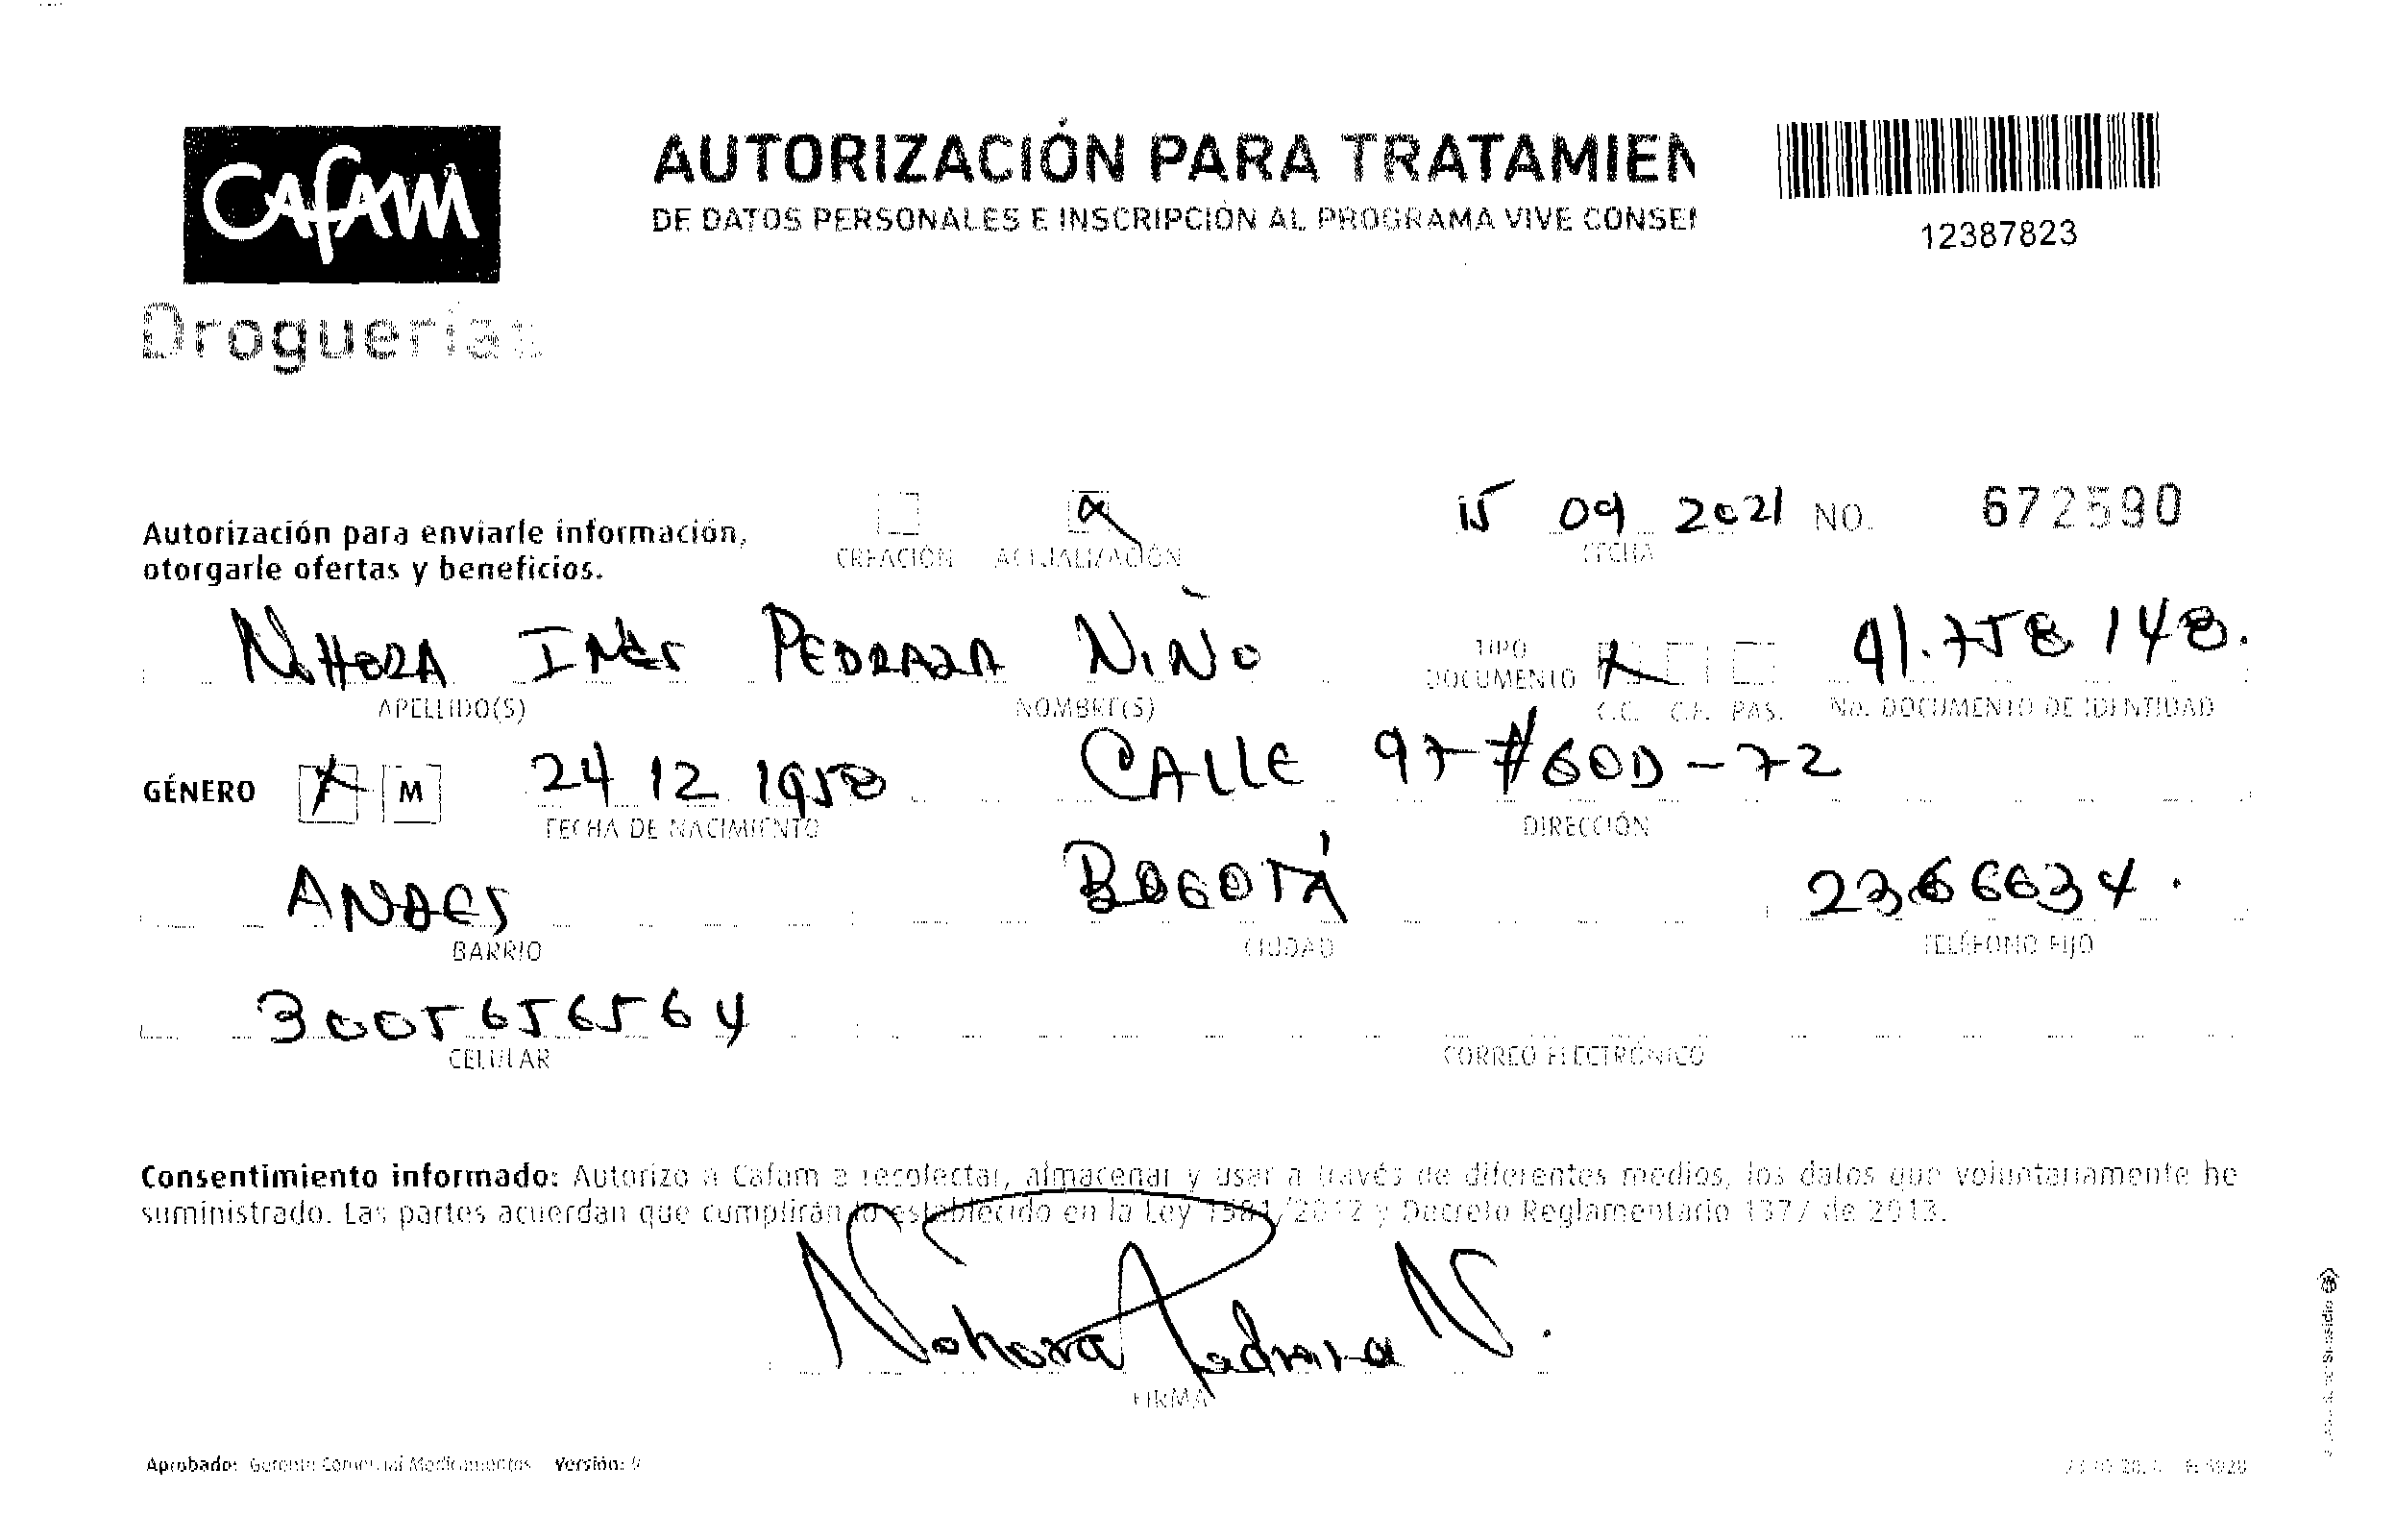 Cafam
Droguerías
AUTORIZACIÓN PARA TRATAMIEN
DE DATOS PERSONALES E INSCRIPCIÓN AL PROGRAMA VIVE CONSEN
12387823
Autorización para enviarle información,
otorgarle ofertas y beneficios.
CREACIÓN ACTUALIZACIÓN
15 09 2021 NO. 672590
FECHA
NHORA INES PEDRAZA NIÑO
APELLIDO(S) NOMBRE(S)
TIPO
DOCUMENTO
C.C. C.E. PAS.
41.758 148.
No. DOCUMENTO DE IDENTIDAD
GÉNERO M 24 12 1958 CALLE 97 #60D-72
FECHA DE NACIMIENTO DIRECCIÓN
ANDES BOGOTÁ 2366634.
BARRIO CIUDAD TELÉFONO FIJO
3005656564
CELULAR CORREO ELECTRÓNICO
Consentimiento informado: Autorizo a Cafam a recolectar, almacenar y usar a través de diferentes medios, los datos que voluntariamente he
suministrado. Las partes acuerdan que cumplirán lo establecido en la Ley 1581/2012 y Decreto Reglamentario 1377 de 2013.
Nohora Pedraza N.
FIRMA
Aprobado: Gerente Comercial Medicamentos Versión: